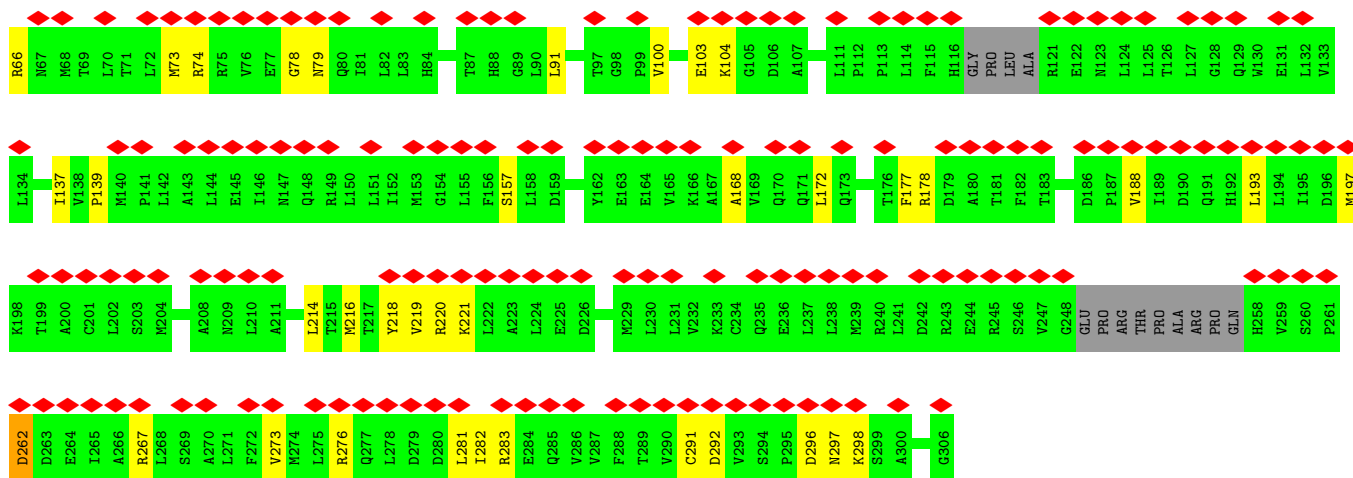 R66 N67 M68 T69 L70 T71 L72 M73 R74 R75 V76 E77 G78 N79 Q80 I81 L82 L83 H84 T87 H88 G89 L90 L91 T97 G98 P99 V100 E103 K104 G105 D106 A107 L111 P112 P113 L114 F115 H116 GLY PRO LEU ALA R121 E122 N123 L124 L125 T126 L127 G128 Q129 W130 E131 L132 V133
L134 I137 V138 P139 M140 P141 L142 A143 L144 E145 I146 N147 Q148 R149 L150 L151 I152 M153 G154 L155 F156 S157 L158 D159 Y162 E163 E164 V165 K166 A167 A168 V169 Q170 Q171 L172 Q173 T176 F177 R178 D179 A180 T181 F182 T183 D186 P187 V188 I189 D190 Q191 H192 L193 L194 I195 D196 M197
K198 T199 A200 C201 L202 S203 M204 A208 N209 L210 A211 L214 T215 M216 T217 Y218 V219 R220 K221 L222 A223 L224 E225 D226 M229 L230 L231 V232 K233 C234 Q235 E236 L237 L238 M239 R240 L241 D242 R243 E244 R245 S246 V247 G248 GLU PRO ARG THR PRO ALA ARG PRO GLN H258 V259 S260 P261
D262 D263 E264 I265 A266 R267 L268 S269 A270 L271 F272 V273 M274 L275 R276 Q277 L278 D279 D280 L281 I282 R283 E284 Q285 V286 V287 F288 T289 V290 C291 D292 V293 S294 P295 D296 N297 K298 S299 A300 G306